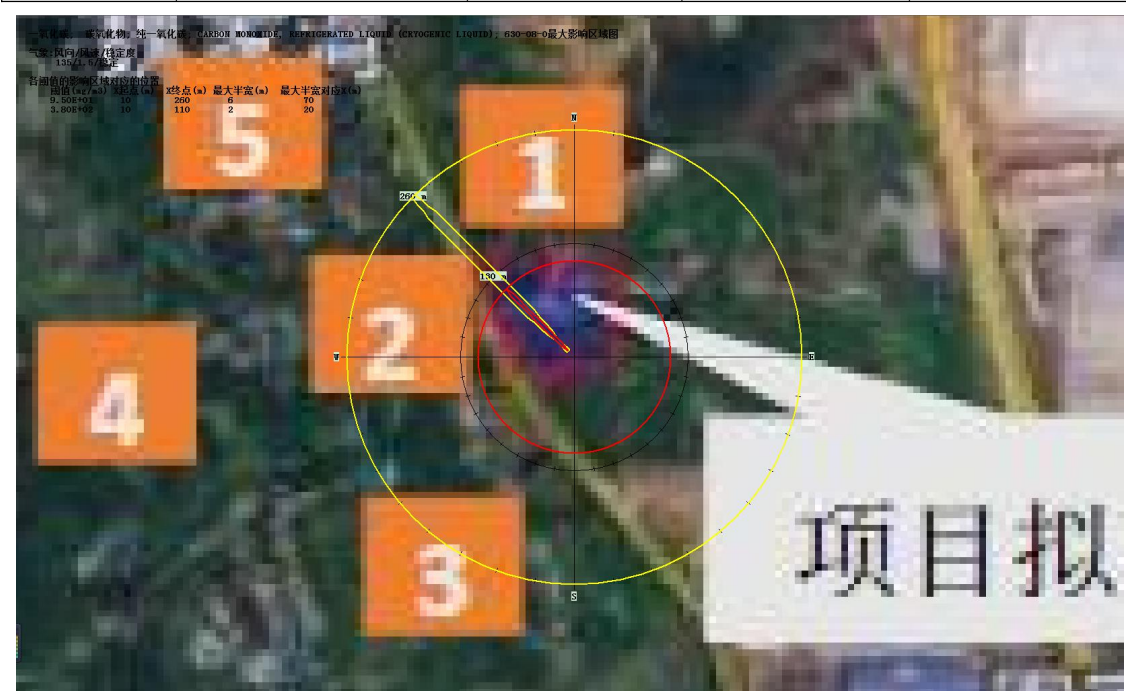 一氧化碳; 碳氧化物; 纯一氧化碳; CARBON MONOXIDE, REFRIGERATED LIQUID (CRYOGENIC LIQUID); 630-08-0最大影响区域图
气象:风向/风速/稳定度
135/1.5/稳定
各阈值的影响区域对应的位置
阈值(mg/m3) X起点(m) X终点(m) 最大半宽(m) 最大半宽对应X(m)
9.50E+01 10 260 6 70
3.80E+02 10 110 2 20
N
5
1
260 m
130 m
2
W
E
4
3
项目拟
S